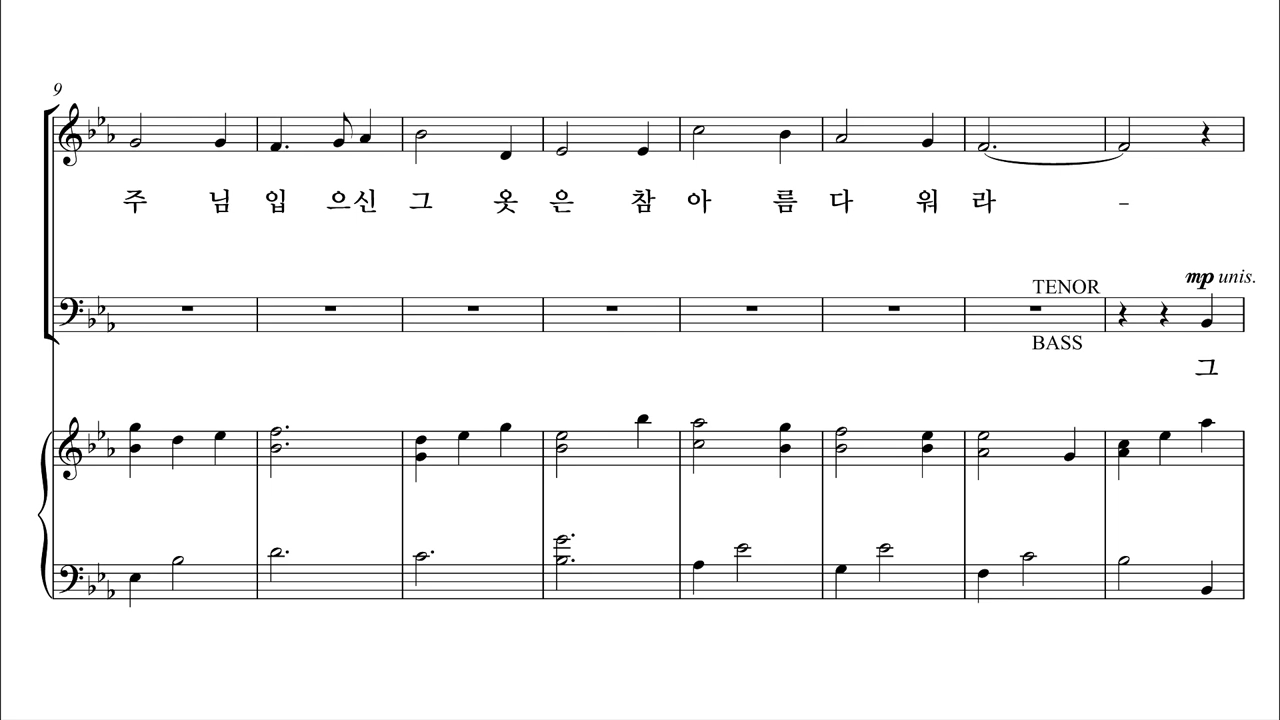 9
주 님 입 으신 그 옷 은 참 아 름 다 워 라 -
mp unis.
TENOR
BASS
그